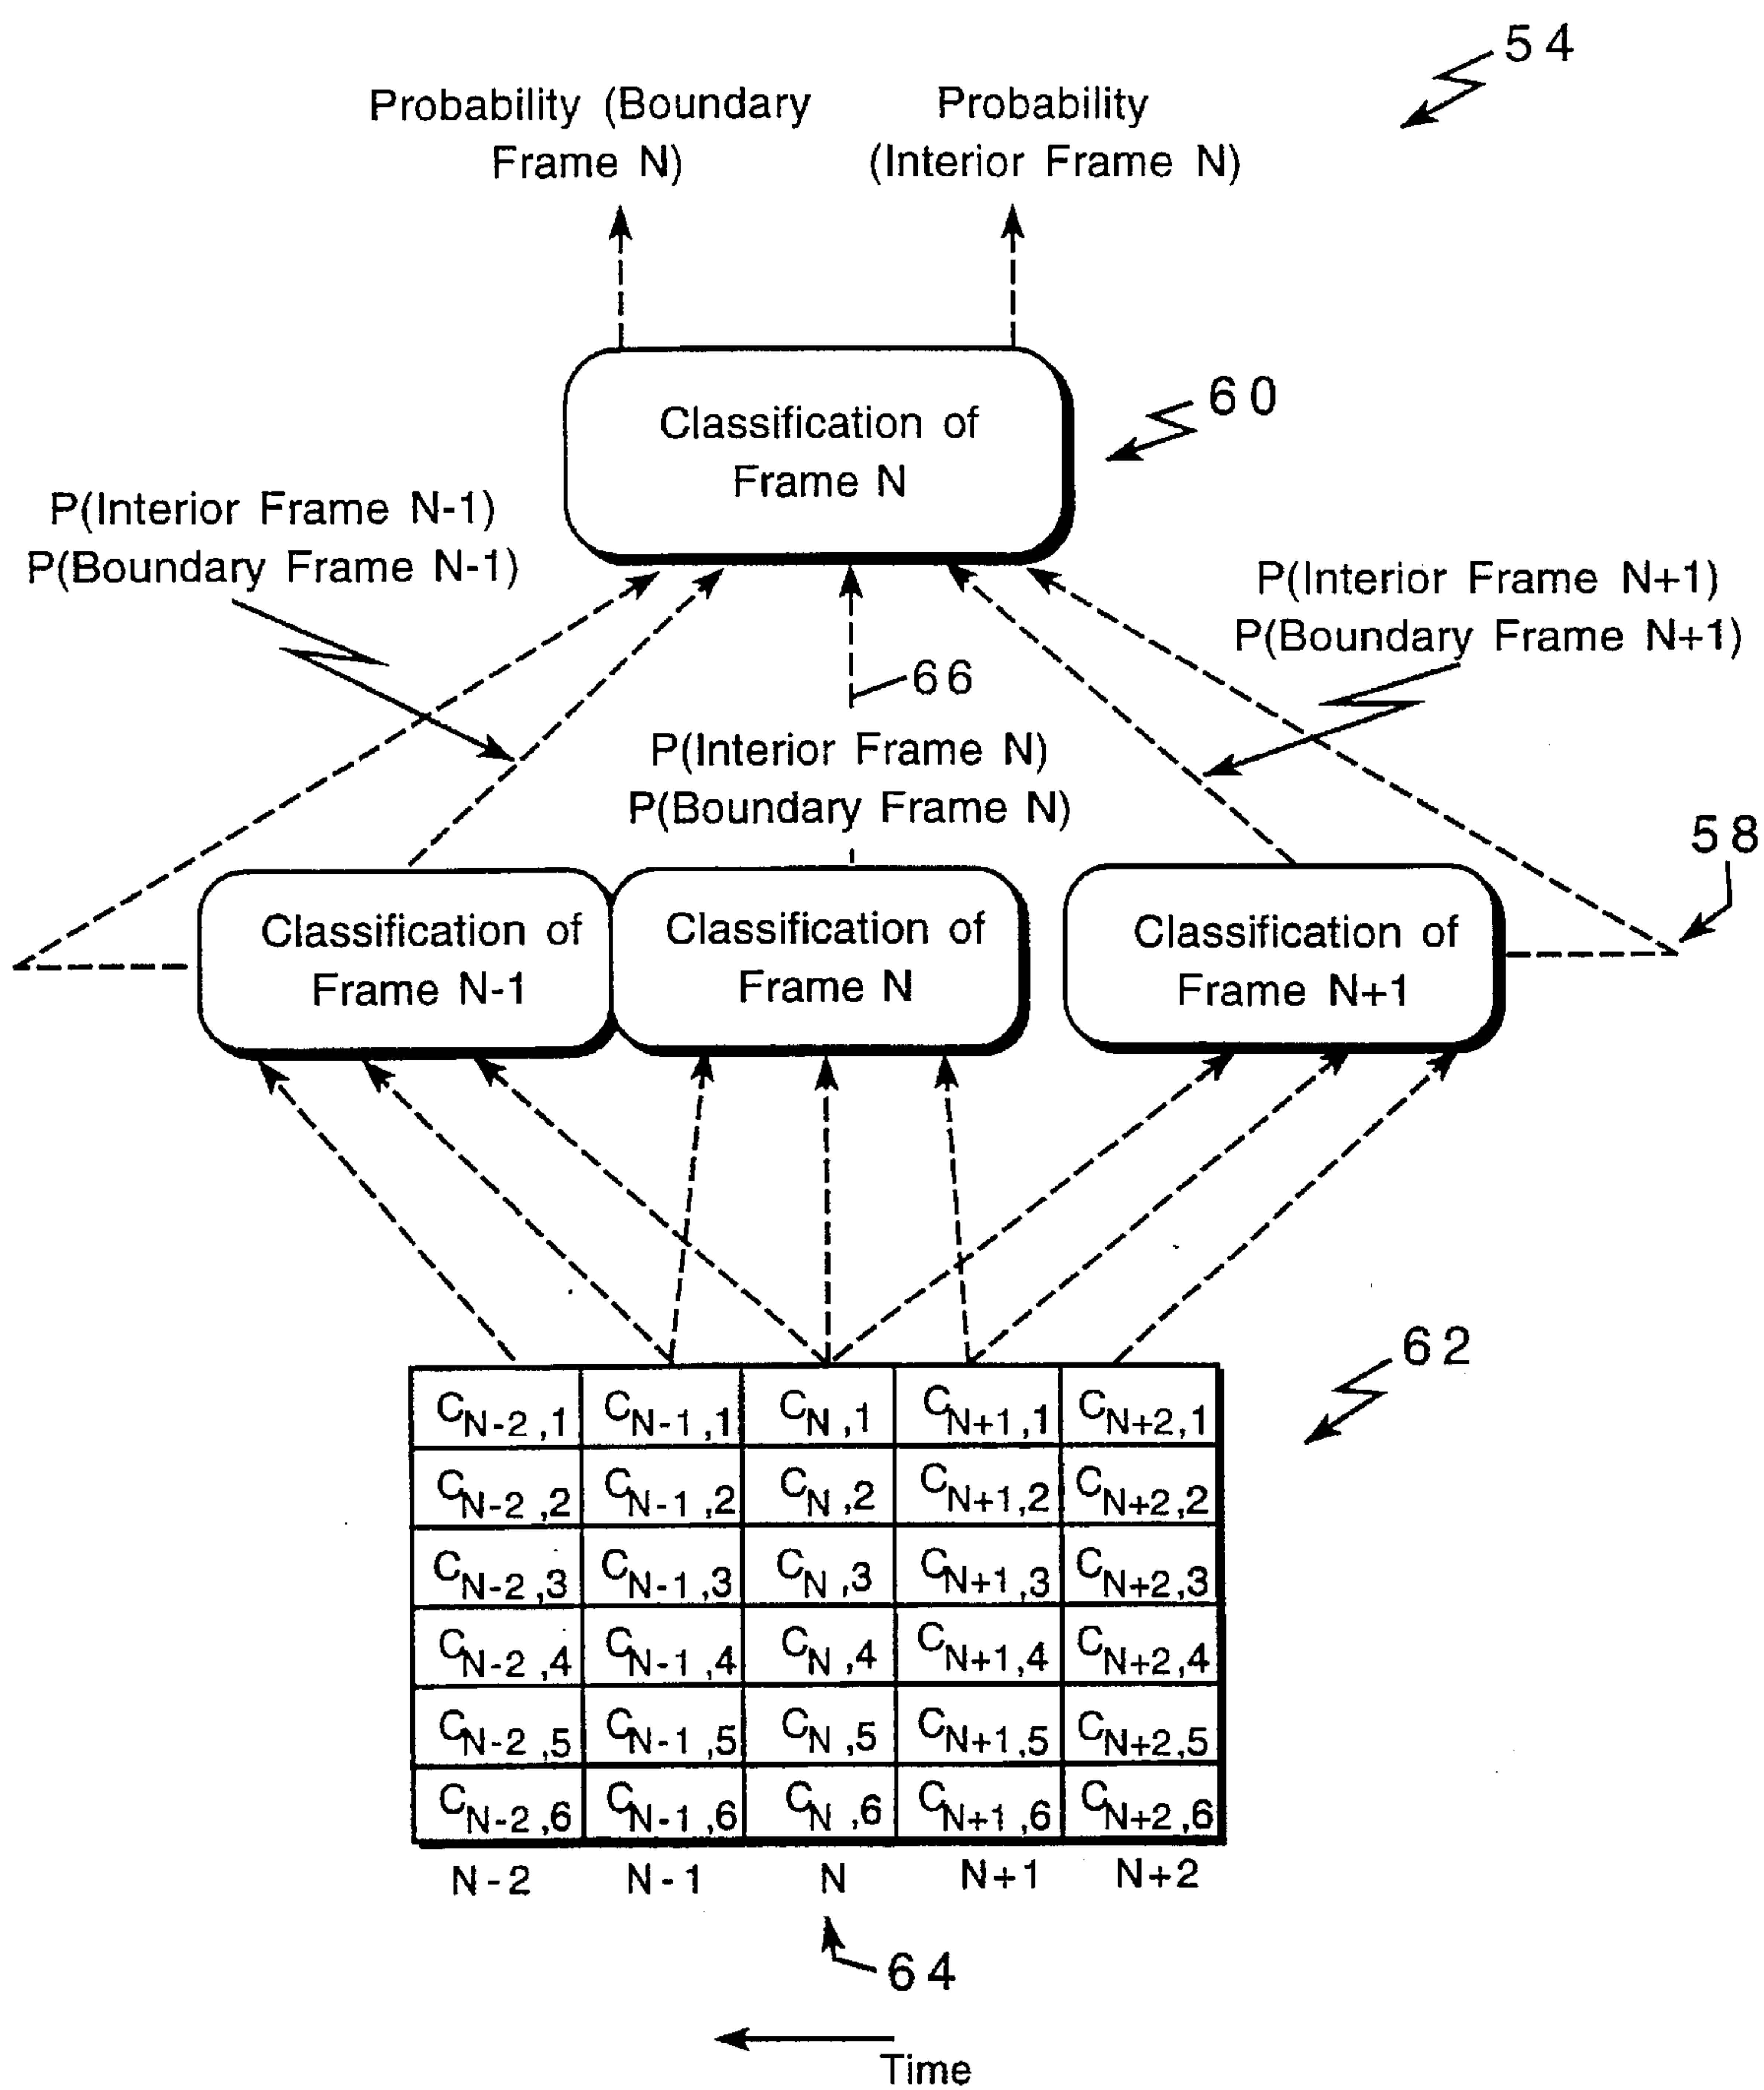 54
Probability (Boundary
Frame N)
Probability
(Interior Frame N)
Classification of
Frame N
60
P(Interior Frame N-1)
P(Boundary Frame N-1)
P(Interior Frame N+1)
P(Boundary Frame N+1)
66
P(Interior Frame N)
P(Boundary Frame N)
58
Classification of
Frame N-1
Classification of
Frame N
Classification of
Frame N+1
62
CN-2,1 CN-1,1 CN,1 CN+1,1 CN+2,1
CN-2,2 CN-1,2 CN,2 CN+1,2 CN+2,2
CN-2,3 CN-1,3 CN,3 CN+1,3 CN+2,3
CN-2,4 CN-1,4 CN,4 CN+1,4 CN+2,4
CN-2,5 CN-1,5 CN,5 CN+1,5 CN+2,5
CN-2,6 CN-1,6 CN,6 CN+1,6 CN+2,6
N-2 N-1 N N+1 N+2
64
Time